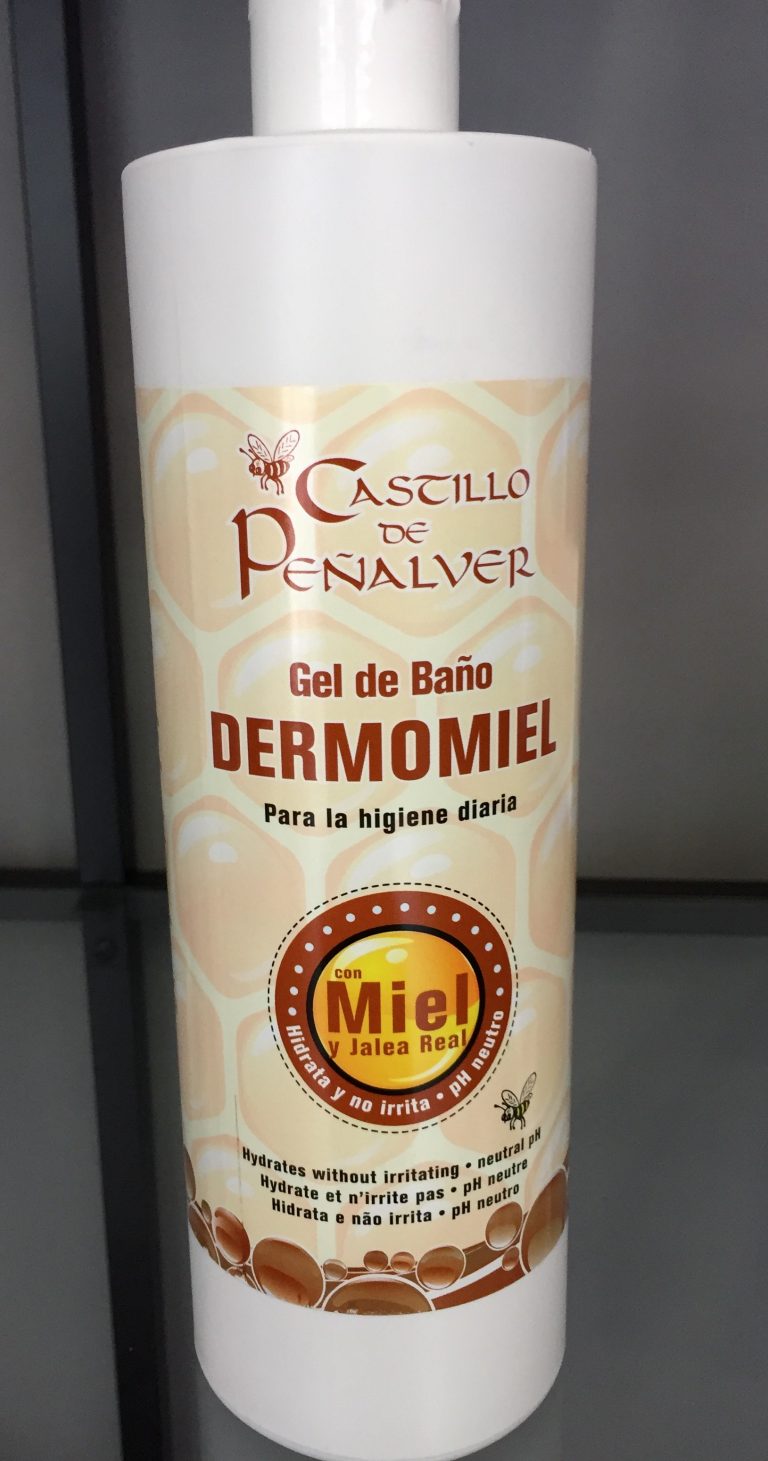 CASTILLO
DE
PEÑALVER
Gel de Baño
DERMOMIEL
Para la higiene diaria
con
Miel
y Jalea Real
Hidrata y no irrita • pH neutro
Hydrates without irritating • neutral pH
Hydrate et n'irrite pas • pH neutre
Hidrata e não irrita • pH neutro